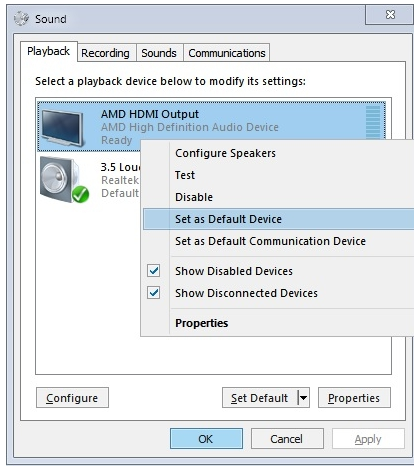 Sound
Playback Recording Sounds Communications
Select a playback device below to modify its settings:
AMD HDMI Output
AMD High Definition Audio Device
Ready
3.5
Realtek
Default
Configure Speakers
Test
Disable
Set as Default Device
Set as Default Communication Device
Show Disabled Devices
Show Disconnected Devices
Properties
Configure Set Default Properties
OK Cancel Apply